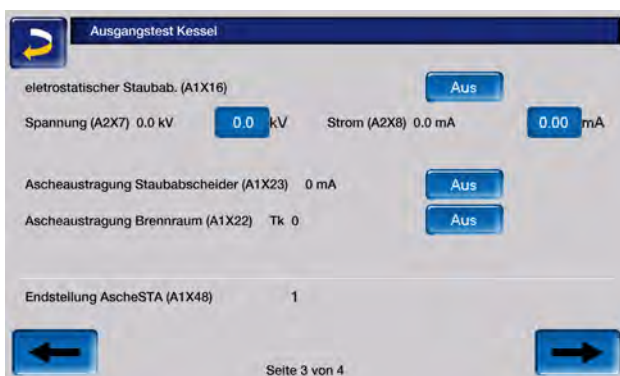 Ausgangstest Kessel
eletrostatischer Staubab. (A1X16) Aus
Spannung (A2X7) 0.0 kV 0.0 kV Strom (A2X8) 0.0 mA 0.00 mA
Ascheaustragung Staubabscheider (A1X23) 0 mA Aus
Ascheaustragung Brennraum (A1X22) Tk 0 Aus
Endstellung AscheSTA (A1X48) 1
Seite 3 von 4